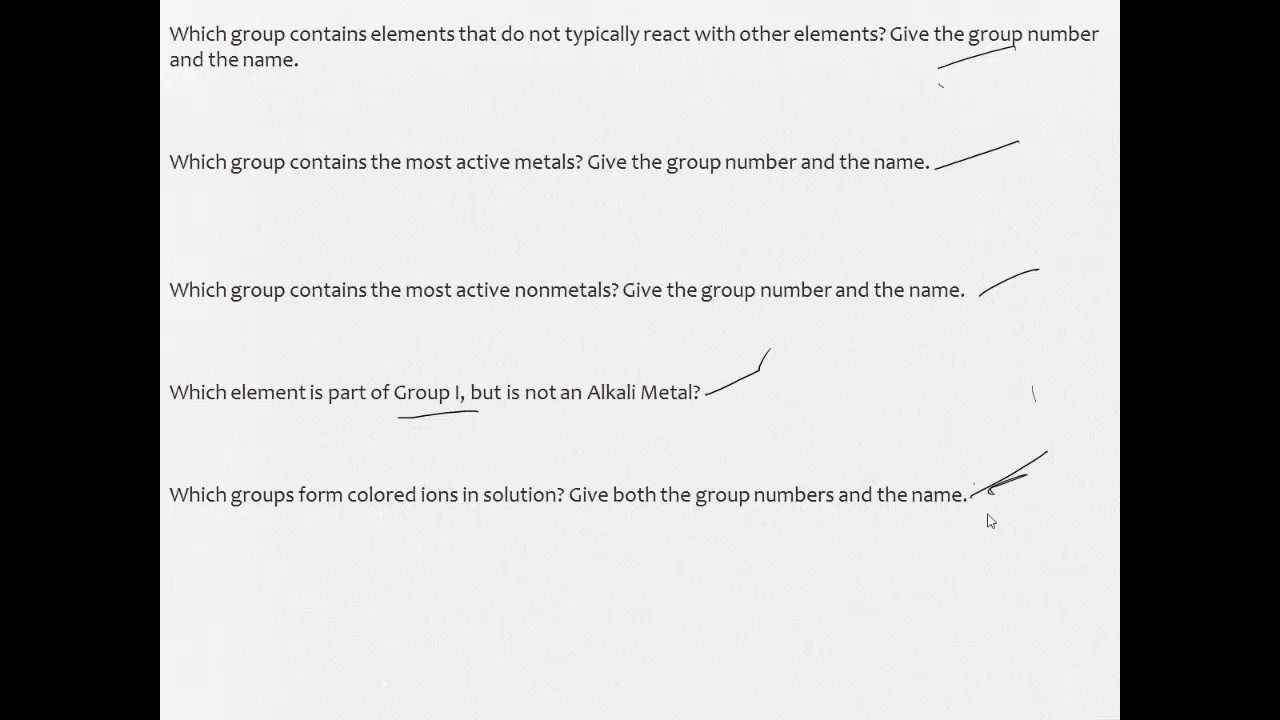 Which group contains elements that do not typically react with other elements? Give the group number
and the name.
Which group contains the most active metals? Give the group number and the name.
Which group contains the most active nonmetals? Give the group number and the name.
Which element is part of Group I, but is not an Alkali Metal?
Which groups form colored ions in solution? Give both the group numbers and the name.